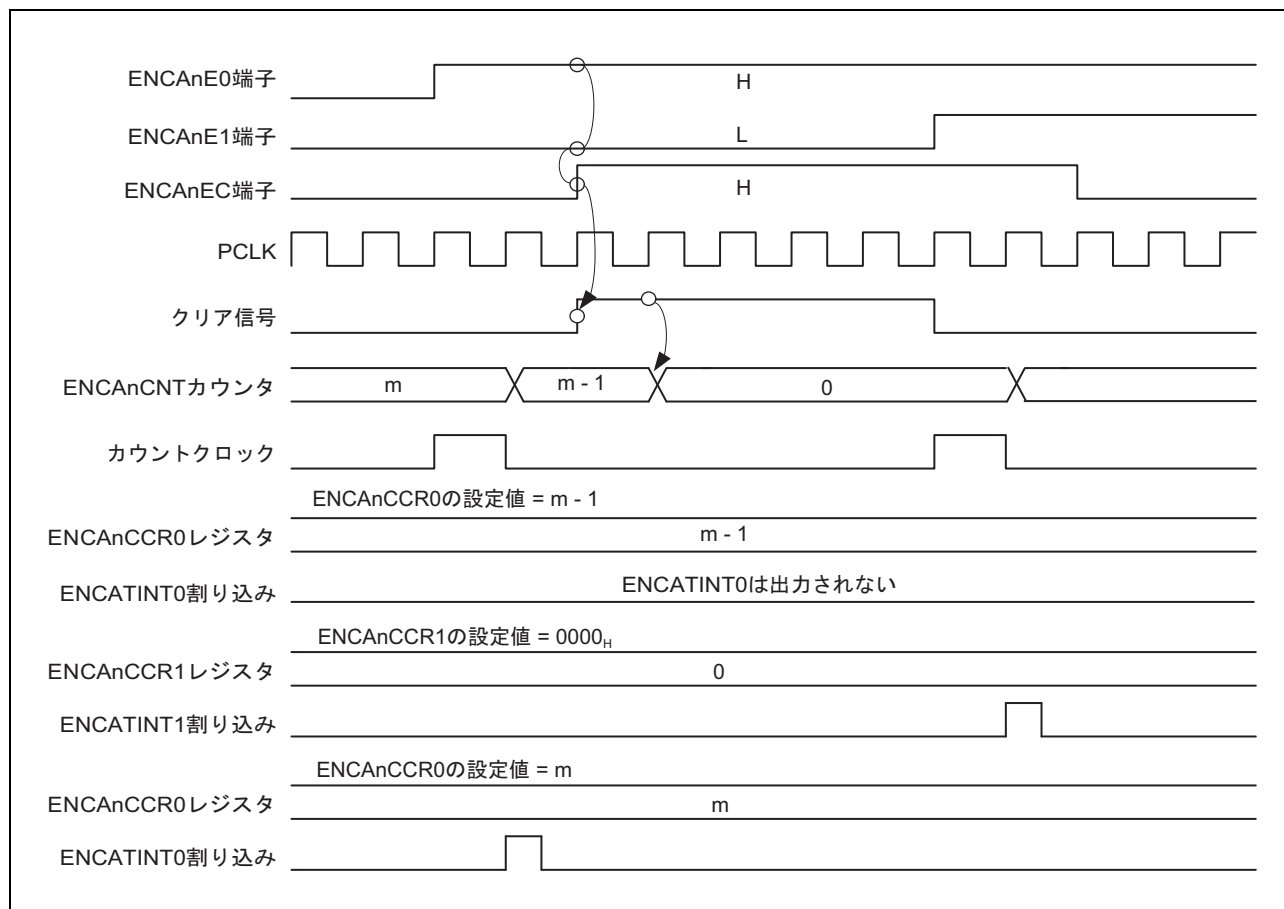 ENCAnE0端子
H
ENCAnE1端子
L
ENCAnEC端子
H
PCLK
クリア信号
ENCAnCNTカウンタ
m
m - 1
0
カウントクロック
ENCAnCCR0の設定値 = m - 1
ENCAnCCR0レジスタ
m - 1
ENCATINT0割り込み
ENCATINT0は出力されない
ENCAnCCR1の設定値 = 0000H
ENCAnCCR1レジスタ
0
ENCATINT1割り込み
ENCAnCCR0の設定値 = m
ENCAnCCR0レジスタ
m
ENCATINT0割り込み